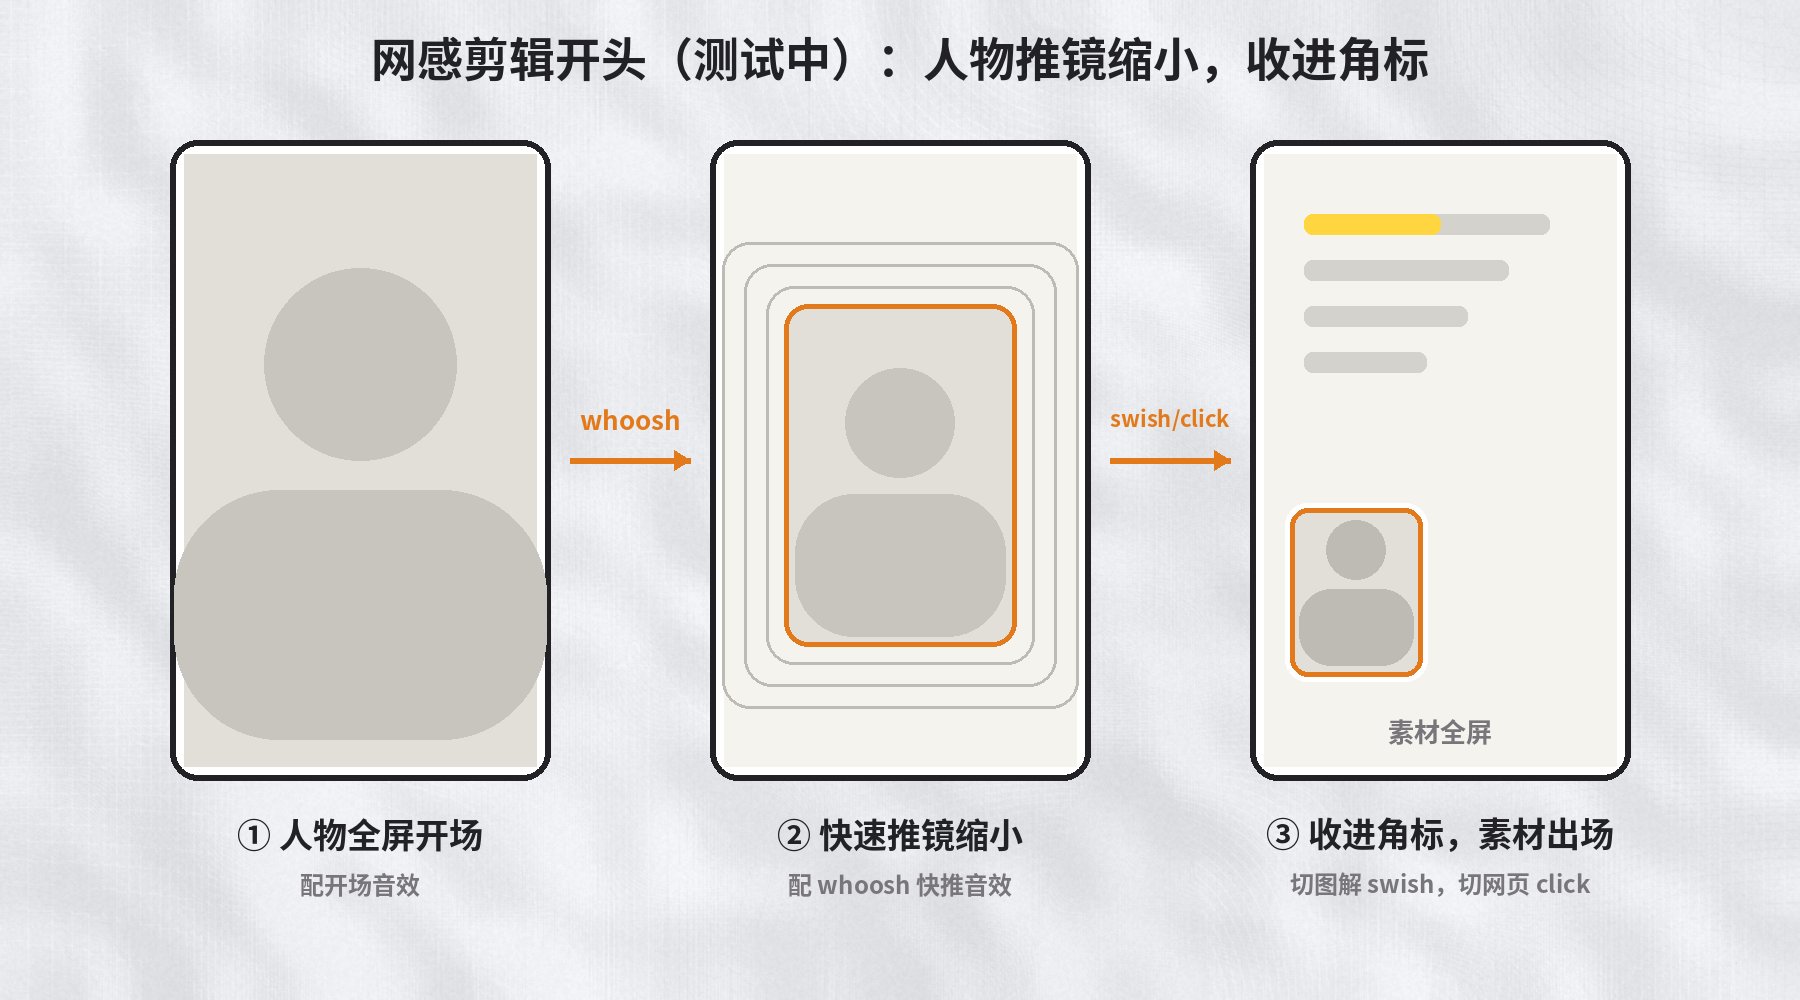 网感剪辑开头（测试中）：人物推镜缩小，收进角标
whoosh
swish/click
素材全屏
① 人物全屏开场
配开场音效
② 快速推镜缩小
配 whoosh 快推音效
③ 收进角标，素材出场
切图解 swish，切网页 click